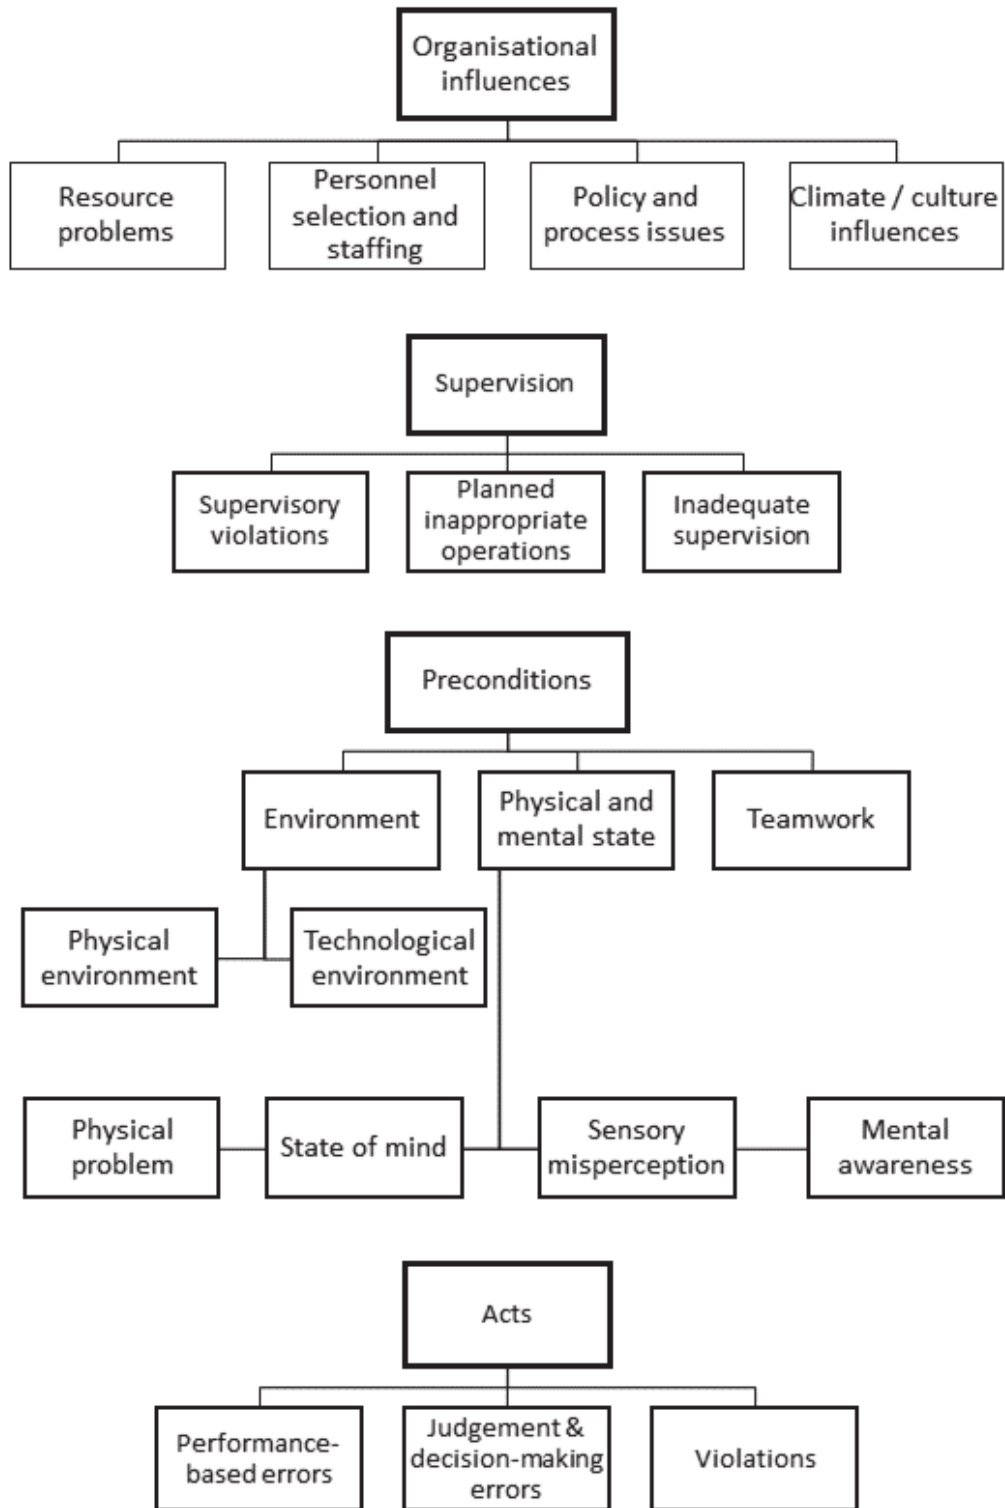 Organisational
influences
Resource
problems
Personnel
selection and
staffing
Policy and
process issues
Climate / culture
influences
Supervision
Supervisory
violations
Planned
inappropriate
operations
Inadequate
supervision
Preconditions
Environment
Physical and
mental state
Teamwork
Physical
environment
Technological
environment
Physical
problem
State of mind
Sensory
misperception
Mental
awareness
Acts
Performance-
based errors
Judgement &
decision-making
errors
Violations